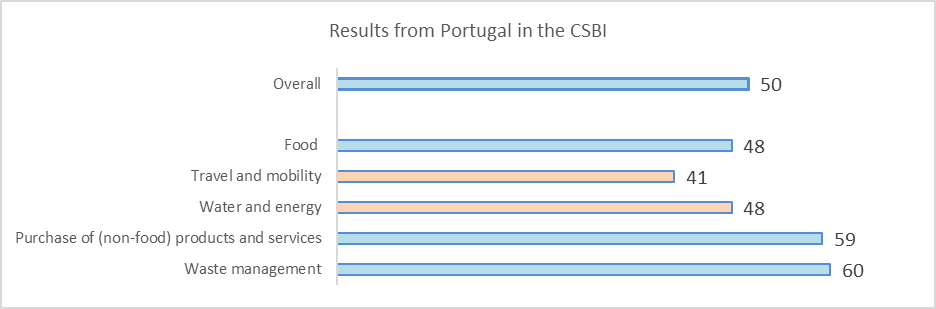 Results from Portugal in the CSBI
Overall 50
Food 48
Travel and mobility 41
Water and energy 48
Purchase of (non-food) products and services 59
Waste management 60